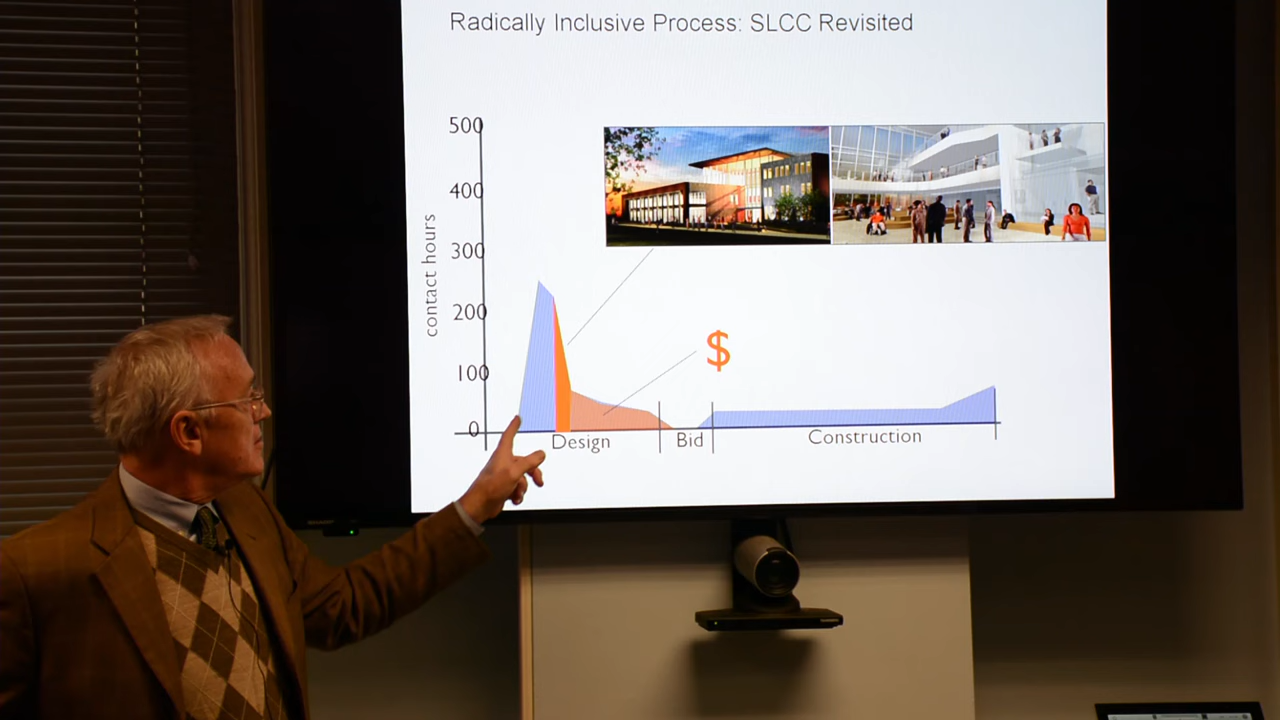 Radically Inclusive Process: SLCC Revisited
500
400
300
200
100
0
contact hours
$
Design
Bid
Construction